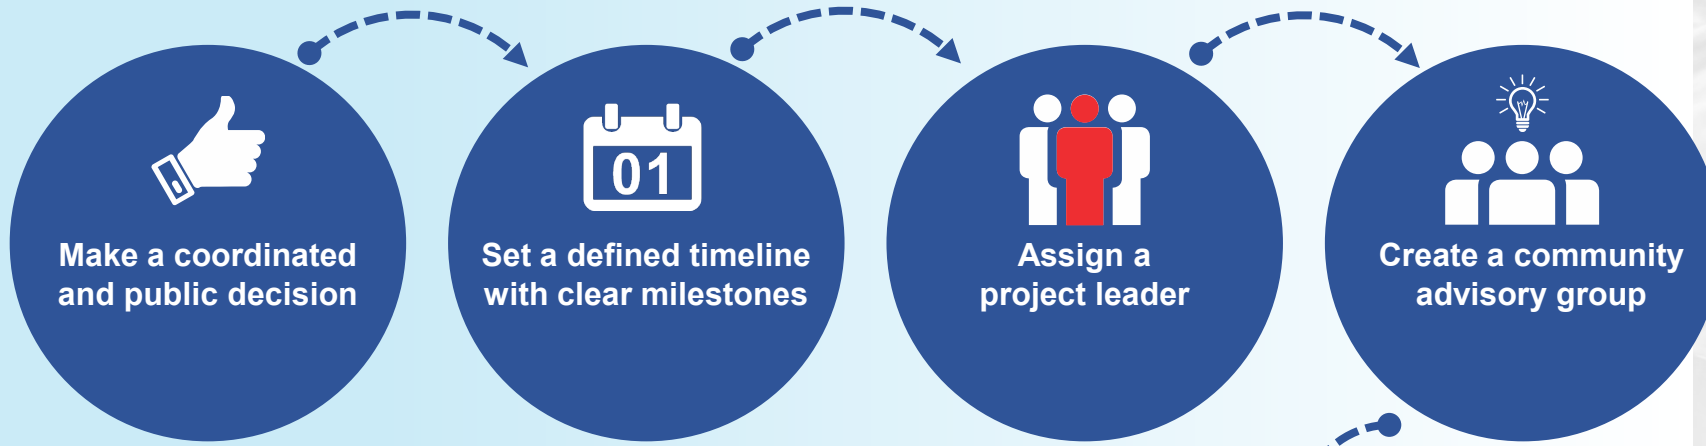 Make a coordinated
and public decision
01
Set a defined timeline
with clear milestones
Assign a
project leader
Create a community
advisory group